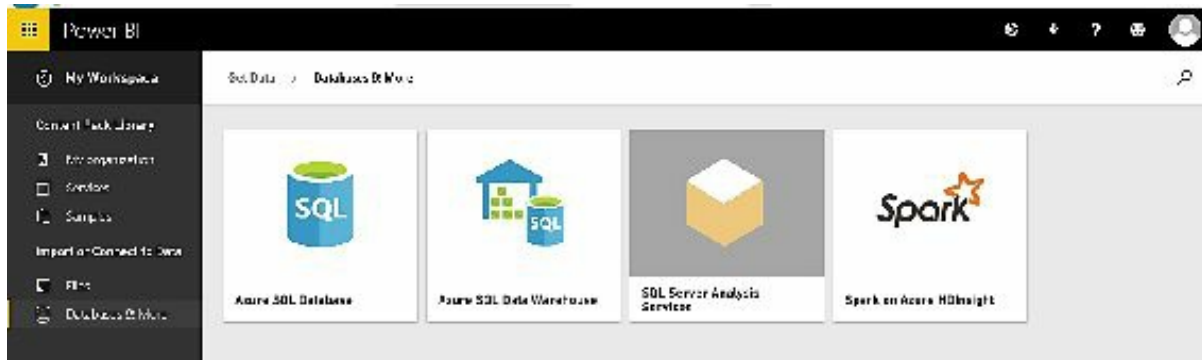 Power BI
?
My Workspace
Get Data > Databases & More
Content Pack Library
My organization
Services
Samples
Import or Connect to Data
Files
Databases & More
SQL
SQL
Spark
Azure SQL Database
Azure SQL Data Warehouse
SQL Server Analysis
Services
Spark on Azure HDInsight